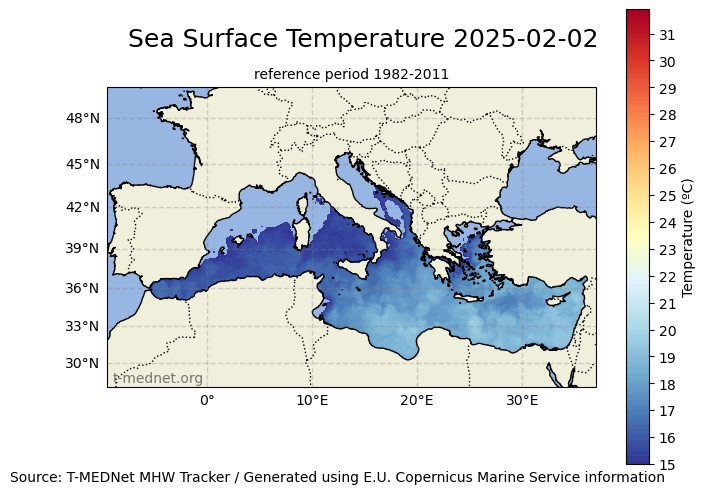 Sea Surface Temperature 2025-02-02
reference period 1982-2011
48°N
45°N
42°N
39°N
36°N
33°N
30°N
t-mednet.org
0°
10°E
20°E
30°E
31
30
29
28
27
26
25
24
23
22
21
20
19
18
17
16
15
Temperature (ºC)
Source: T-MEDNet MHW Tracker / Generated using E.U. Copernicus Marine Service information